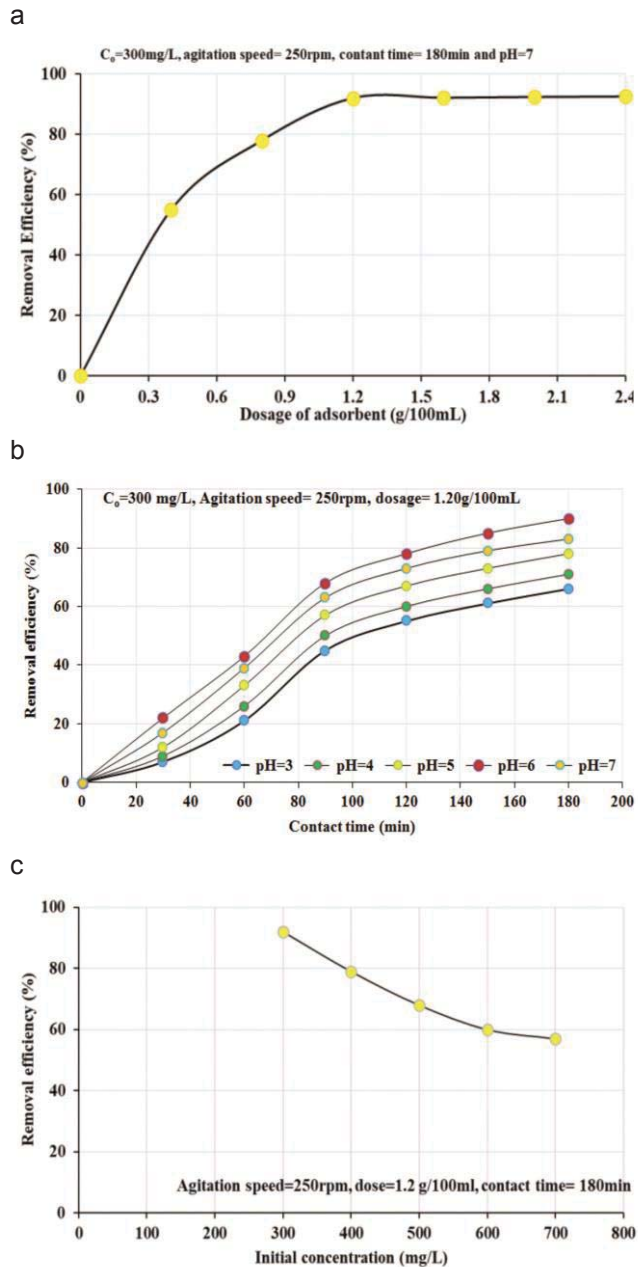 a
C₀=300mg/L, agitation speed= 250rpm, contant time= 180min and pH=7
100
80
60
40
20
0
Removal Efficiency (%)
0 0.3 0.6 0.9 1.2 1.5 1.8 2.1 2.4
Dosage of adsorbent (g/100mL)
b
C₀=300 mg/L, Agitation speed= 250rpm, dosage= 1.20g/100mL
100
80
60
40
20
0
Removal efficiency (%)
pH=3 pH=4 pH=5 pH=6 pH=7
0 20 40 60 80 100 120 140 160 180 200
Contact time (min)
c
100
80
60
40
20
0
Removal efficiency (%)
Agitation speed=250rpm, dose=1.2 g/100ml, contact time= 180min
0 100 200 300 400 500 600 700 800
Initial concentration (mg/L)